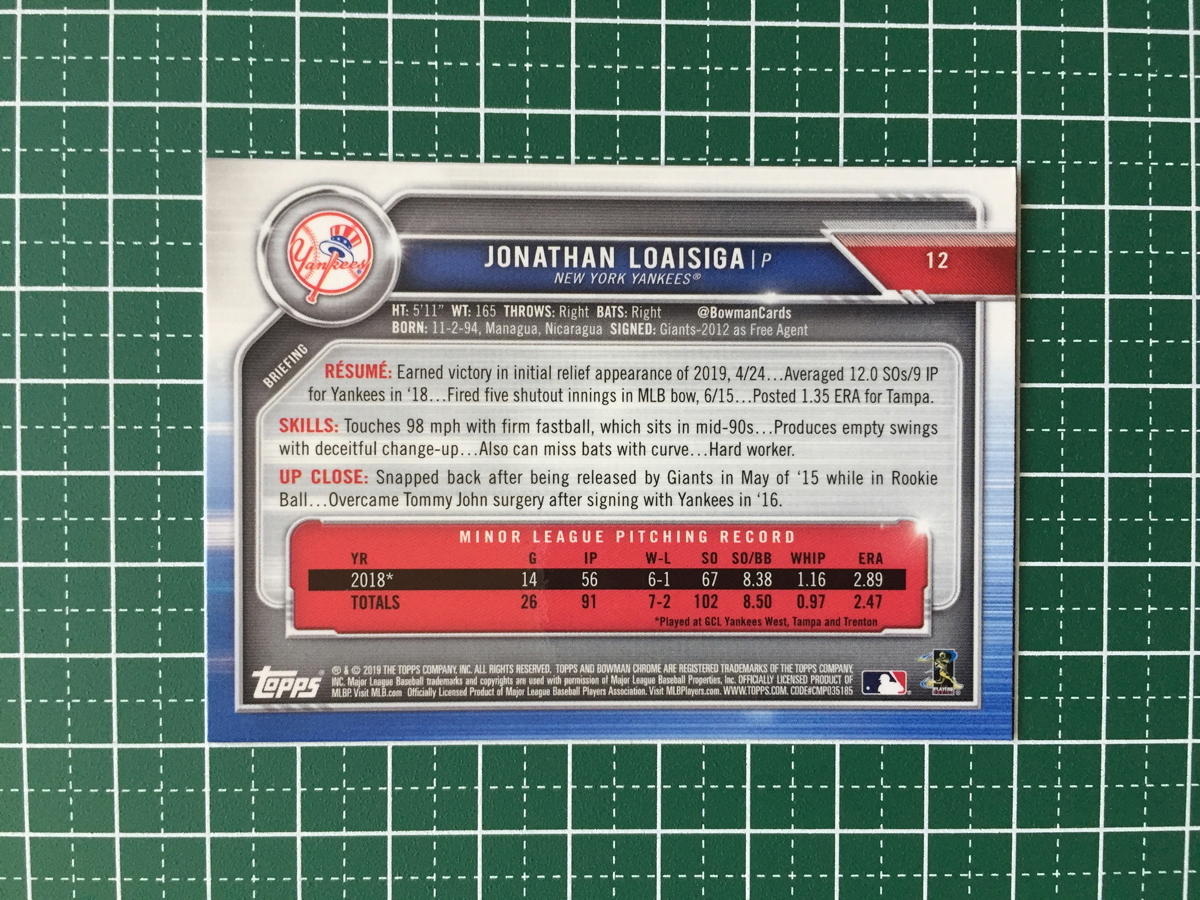 Yankees
JONATHAN LOAISIGA | P
NEW YORK YANKEES®
12
HT: 5'11" WT: 165 THROWS: Right BATS: Right @BowmanCards
BORN: 11-2-94, Managua, Nicaragua SIGNED: Giants-2012 as Free Agent
BRIEFING
RÉSUMÉ: Earned victory in initial relief appearance of 2019, 4/24...Averaged 12.0 SOs/9 IP
for Yankees in '18...Fired five shutout innings in MLB bow, 6/15...Posted 1.35 ERA for Tampa.
SKILLS: Touches 98 mph with firm fastball, which sits in mid-90s...Produces empty swings
with deceitful change-up...Also can miss bats with curve...Hard worker.
UP CLOSE: Snapped back after being released by Giants in May of '15 while in Rookie
Ball...Overcame Tommy John surgery after signing with Yankees in '16.
MINOR LEAGUE PITCHING RECORD
YR G IP W-L SO SO/BB WHIP ERA
2018* 14 56 6-1 67 8.38 1.16 2.89
TOTALS 26 91 7-2 102 8.50 0.97 2.47
*Played at GCL Yankees West, Tampa and Trenton
topps
® & © 2019 THE TOPPS COMPANY, INC. ALL RIGHTS RESERVED. TOPPS AND BOWMAN CHROME ARE REGISTERED TRADEMARKS OF THE TOPPS COMPANY,
INC. Major League Baseball trademarks and copyrights are used with permission of Major League Baseball Properties, Inc. OFFICIALLY LICENSED PRODUCT OF
MLBP. Visit MLB.com Officially Licensed Product of Major League Baseball Players Association. Visit MLBPlayers.com. WWW.TOPPS.COM. CODE#CMP035185